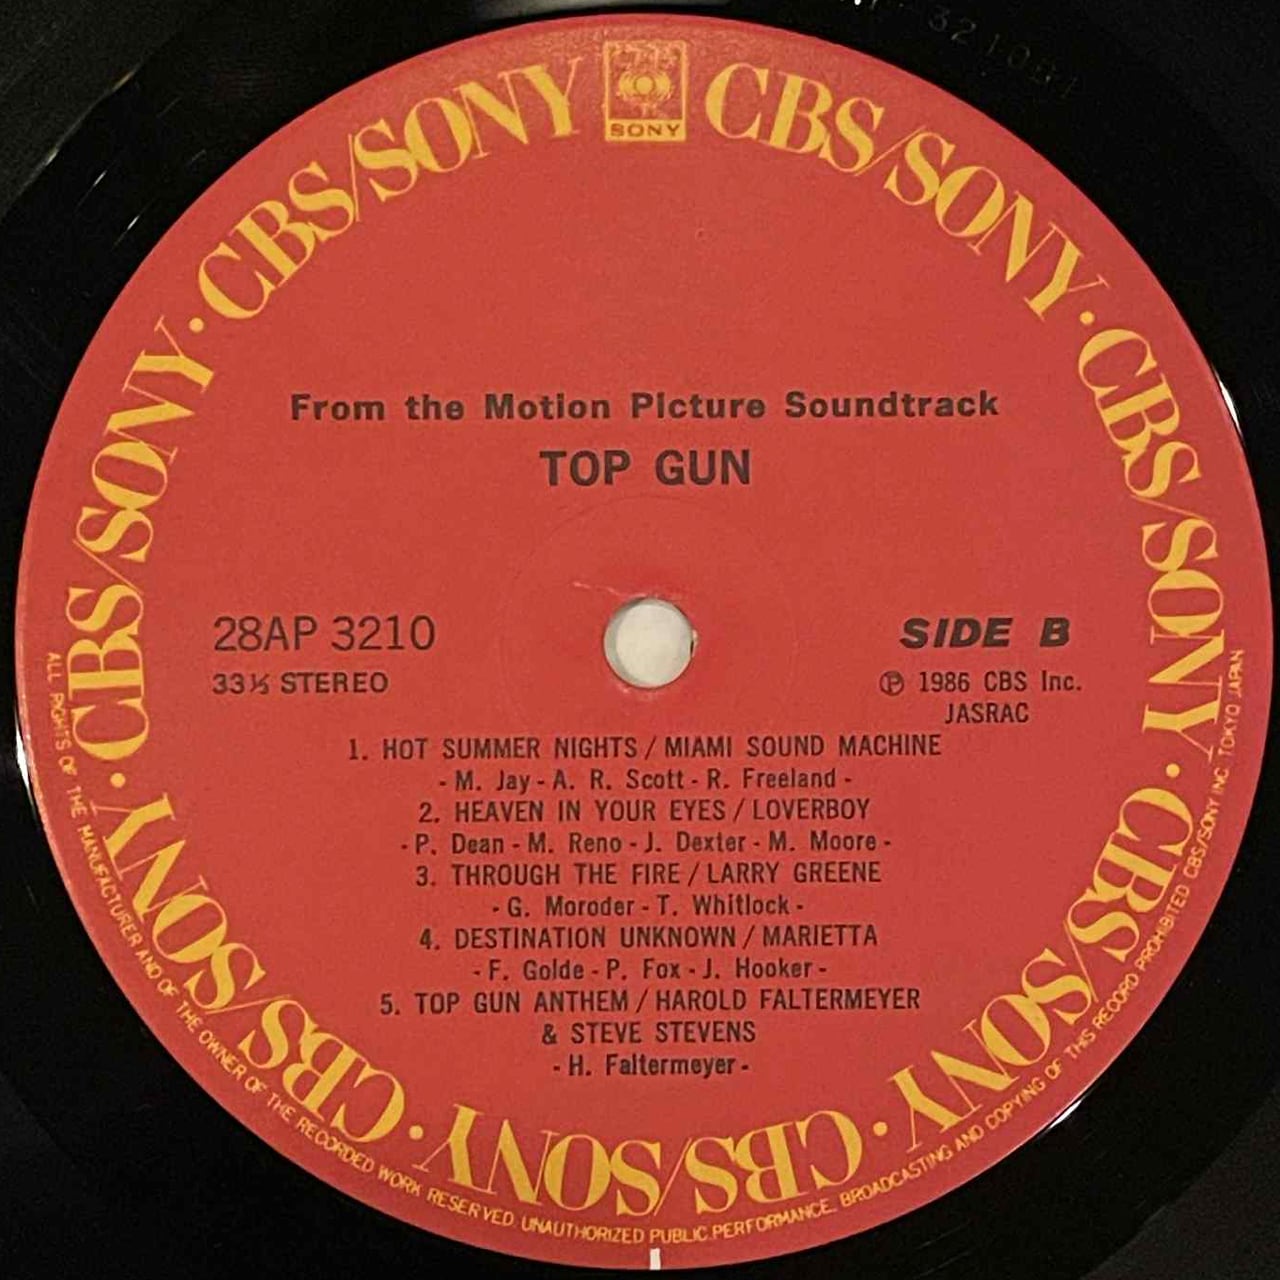 SONY
CBS/SONY · CBS/SONY · CBS/SONY · CBS/SONY · CBS/SONY · CBS/SONY · CBS/SONY · CBS/SONY
From the Motion Picture Soundtrack
TOP GUN
28AP 3210
33⅓ STEREO
SIDE B
Ⓟ 1986 CBS Inc.
JASRAC
1. HOT SUMMER NIGHTS / MIAMI SOUND MACHINE
- M. Jay - A. R. Scott - R. Freeland -
2. HEAVEN IN YOUR EYES / LOVERBOY
- P. Dean - M. Reno - J. Dexter - M. Moore -
3. THROUGH THE FIRE / LARRY GREENE
- G. Moroder - T. Whitlock -
4. DESTINATION UNKNOWN / MARIETTA
- F. Golde - P. Fox - J. Hooker -
5. TOP GUN ANTHEM / HAROLD FALTERMEYER
& STEVE STEVENS
- H. Faltermeyer -
ALL RIGHTS OF THE MANUFACTURER AND OF THE OWNER OF THE RECORDED WORK RESERVED. UNAUTHORIZED PUBLIC PERFORMANCE, BROADCASTING AND COPYING OF THIS RECORD PROHIBITED CBS/SONY INC. TOKYO JAPAN